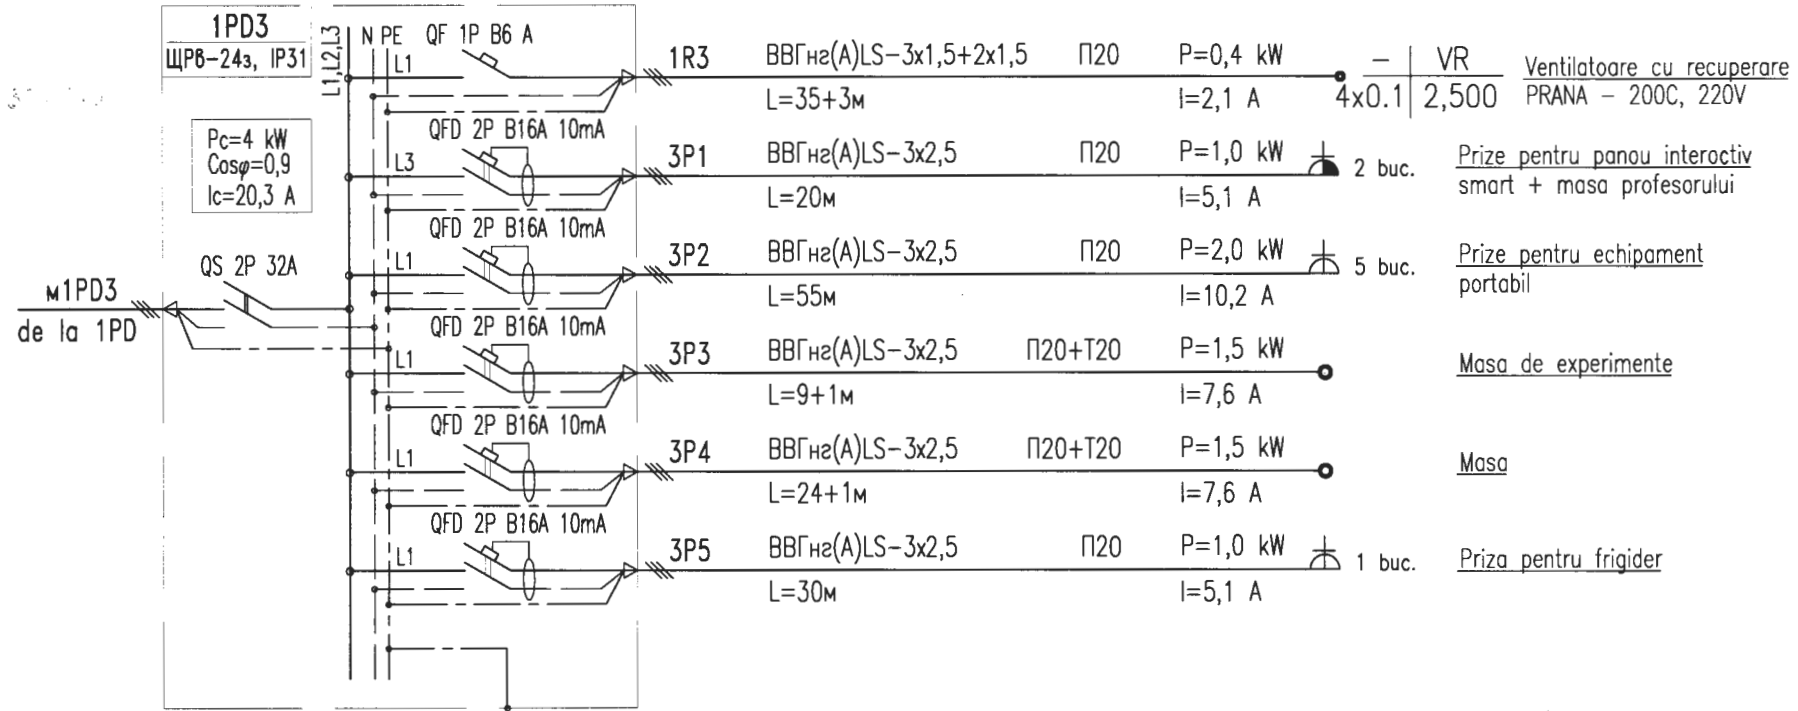 1PD3
ЩРв-24з, IP31
L1,L2,L3
N PE
QF 1P B6 A
L1
1R3
ВВГнг(А)LS-3x1,5+2x1,5 П20 P=0,4 kW
L=35+3м I=2,1 A
- VR
4x0.1 2,500
Ventilatoare cu recuperare
PRANA - 200C, 220V
Pc=4 kW
Cosφ=0,9
Ic=20,3 A
QFD 2P B16A 10mA
L3
3P1
ВВГнг(А)LS-3x2,5 П20 P=1,0 kW
L=20м I=5,1 A
2 buc.
Prize pentru panou interoctiv
smart + masa profesorului
QFD 2P B16A 10mA
L1
3P2
ВВГнг(А)LS-3x2,5 П20 P=2,0 kW
L=55м I=10,2 A
5 buc.
Prize pentru echipament
portabil
QS 2P 32A
м1PD3
de la 1PD
QFD 2P B16A 10mA
L1
3P3
ВВГнг(А)LS-3x2,5 П20+Т20 P=1,5 kW
L=9+1м I=7,6 A
Masa de experimente
QFD 2P B16A 10mA
L1
3P4
ВВГнг(А)LS-3x2,5 П20+Т20 P=1,5 kW
L=24+1м I=7,6 A
Masa
QFD 2P B16A 10mA
L1
3P5
ВВГнг(А)LS-3x2,5 П20 P=1,0 kW
L=30м I=5,1 A
1 buc.
Priza pentru frigider